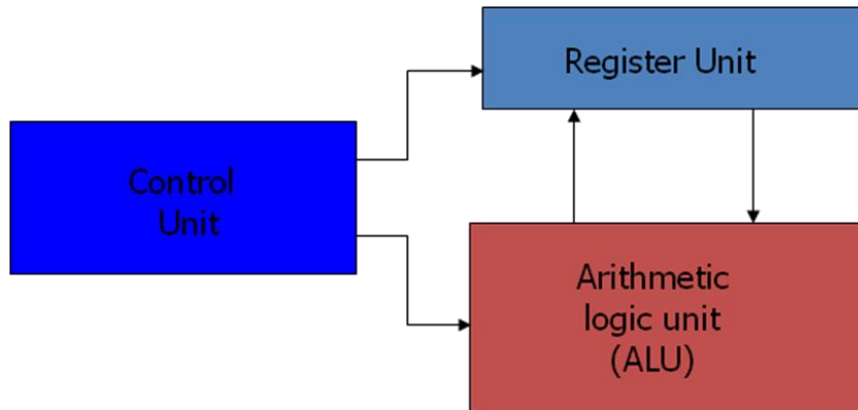 Register Unit
Control
Unit
Arithmetic
logic unit
(ALU)